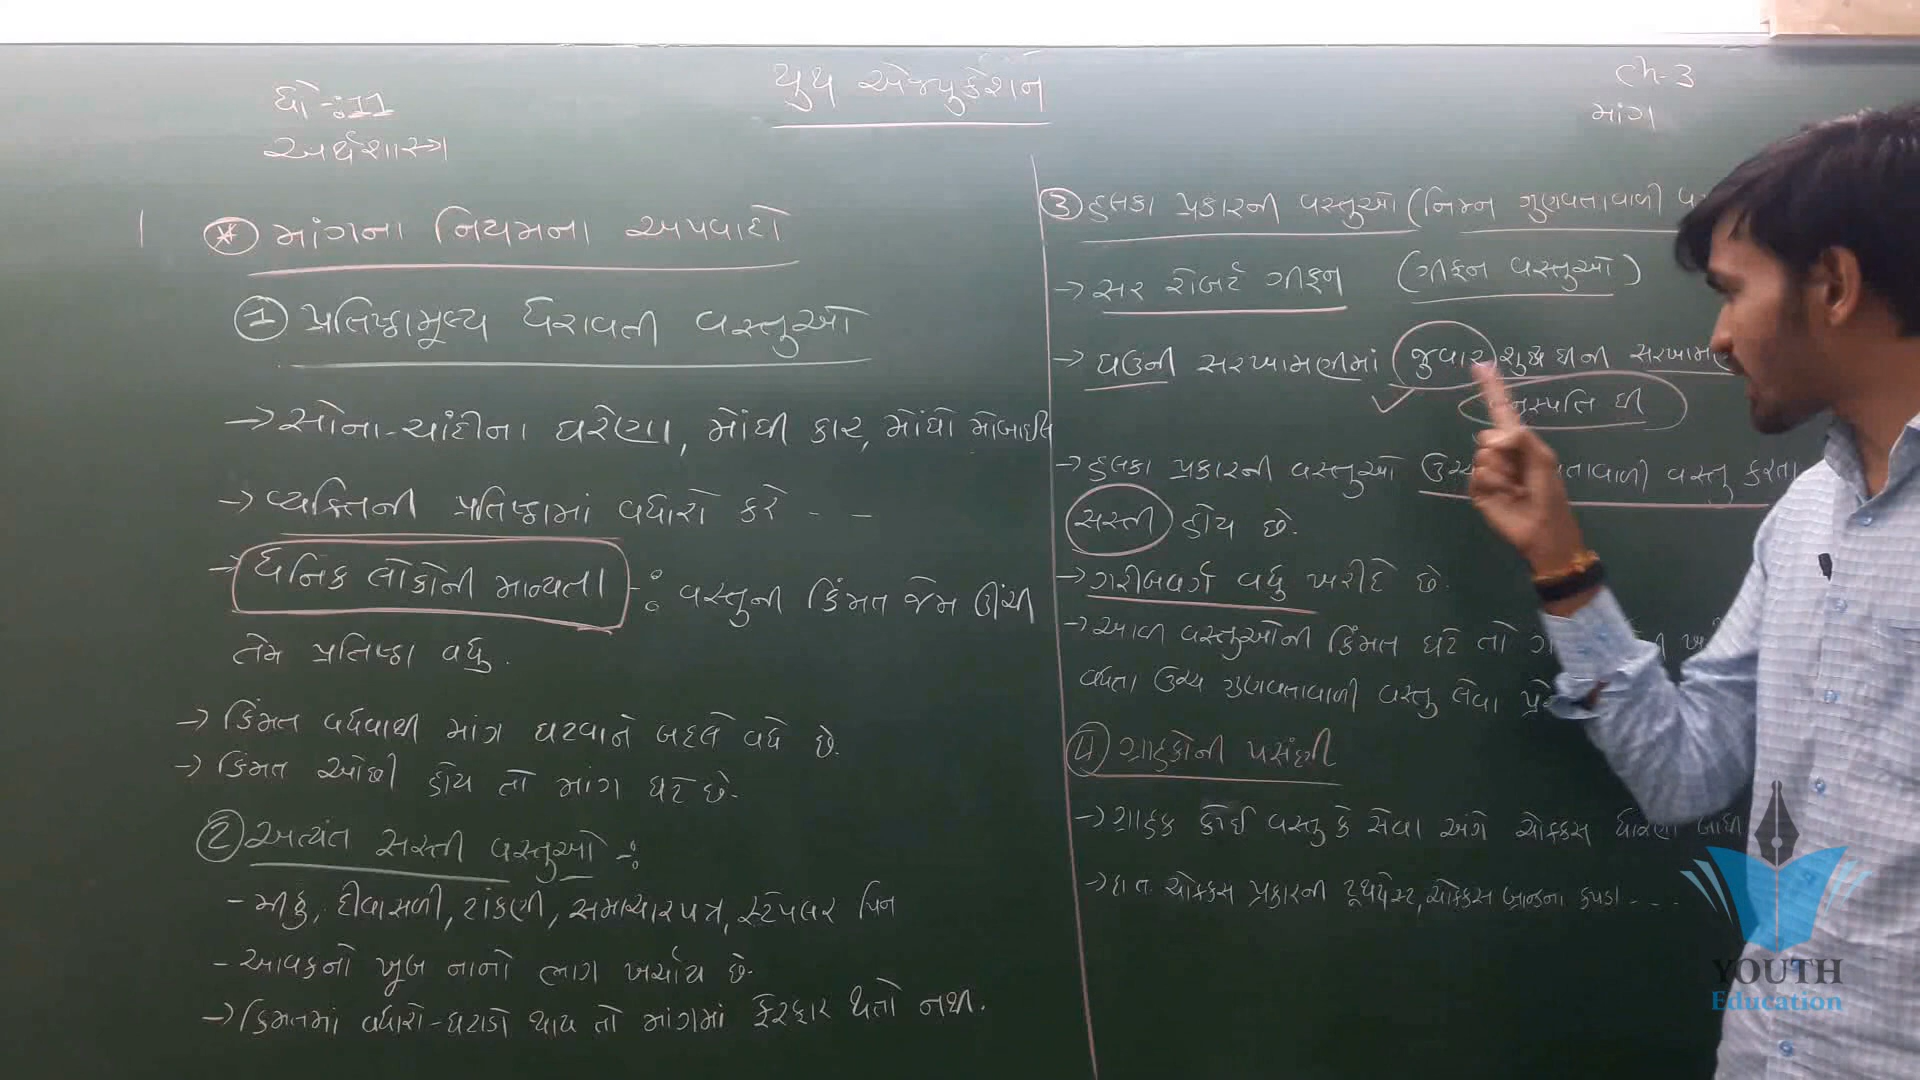 ધો-:11
અર્થશાસ્ત્ર
યુથ એજ્યુકેશન
Ch-3
માંગ
* માંગના નિયમના અપવાદો
1 પ્રતિષ્ઠામૂલ્ય ધરાવતી વસ્તુઓ
→ સોના-ચાંદીના ઘરેણા, મોંઘી કાર, મોંઘો મોબાઈલ
→ વ્યક્તિની પ્રતિષ્ઠામાં વધારો કરે - -
→ ધનિક લોકોની માન્યતા -: વસ્તુની કિંમત જેમ ઊંચી
તેમ પ્રતિષ્ઠા વધુ.
→ કિંમત વધવાથી માંગ ઘટવાને બદલે વધે છે.
→ કિંમત ઓછી હોય તો માંગ ઘટે છે.
2 અત્યંત સસ્તી વસ્તુઓ -:
- મીઠું, દીવાસળી, ટાંકણી, સમાચારપત્ર, સ્ટેપલર પિન
- આવકનો ખૂબ નાનો ભાગ ખર્ચાય છે.
→ કિંમતમાં વધારો-ઘટાડો થાય તો માંગમાં ફેરફાર થતો નથી.
3 હલકા પ્રકારની વસ્તુઓ (નિમ્ન ગુણવત્તાવાળી
→ સર રોબર્ટ ગીફન (ગીફન વસ્તુઓ)
→ ઘઉંની સરખામણીમાં જુવાર શુદ્ધ ઘીની
વનસ્પતિ ઘી
→ હલકા પ્રકારની વસ્તુઓ વસ્તુ કરતા
સસ્તી હોય છે.
→ ગરીબવર્ગ વધુ ખરીદે છે.
→ આવી વસ્તુઓની કિંમત ઘટે તો
વધતા ઉચ્ચ ગુણવત્તાવાળી વસ્તુ લેવા
4 ગ્રાહકોની પસંદગી
→ ગ્રાહક કોઈ વસ્તુ કે સેવા અંગે ચોક્કસ ધારણા બાંધી
→ દા.ત. ચોક્કસ પ્રકારની ટૂથપેસ્ટ, ચોક્કસ બ્રાન્ડના કપડાં - - -
YOUTH
Education